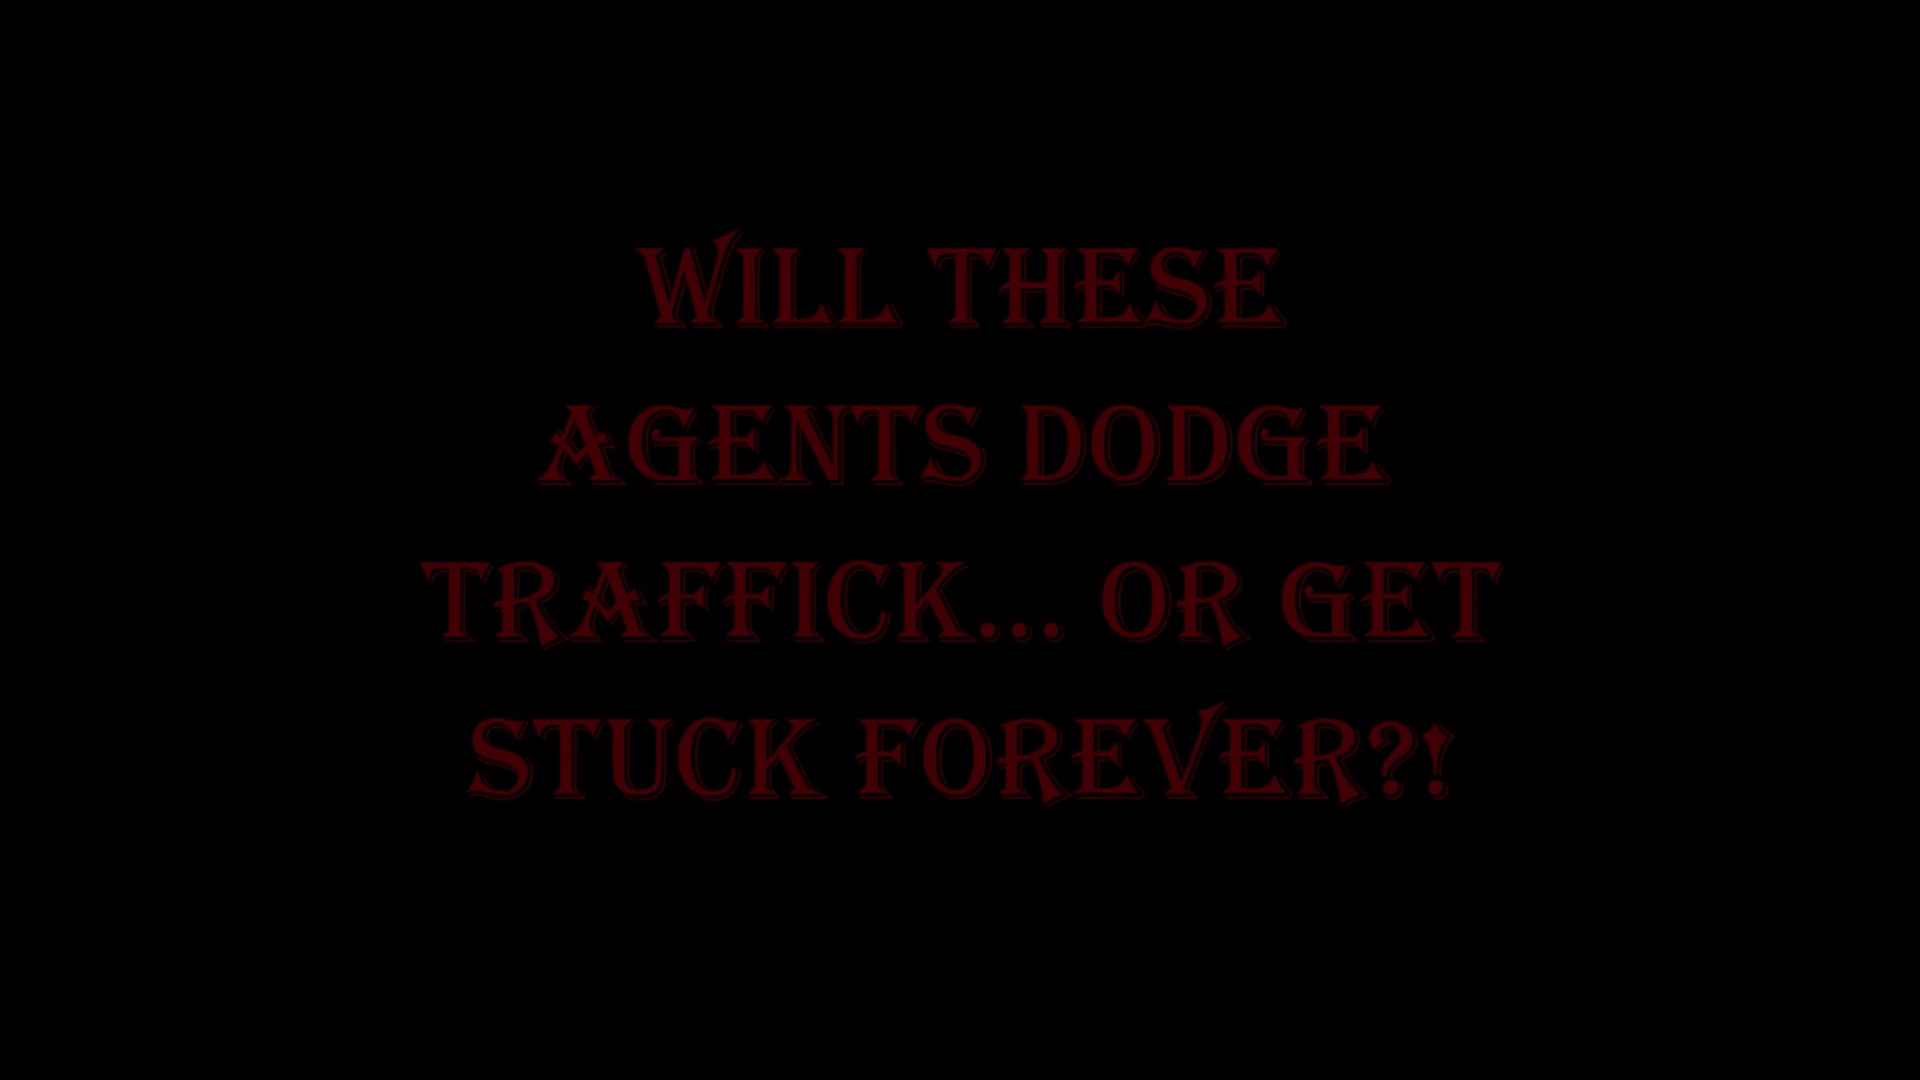 WILL THESE
AGENTS DODGE
TRAFFICK... OR GET
STUCK FOREVER?!